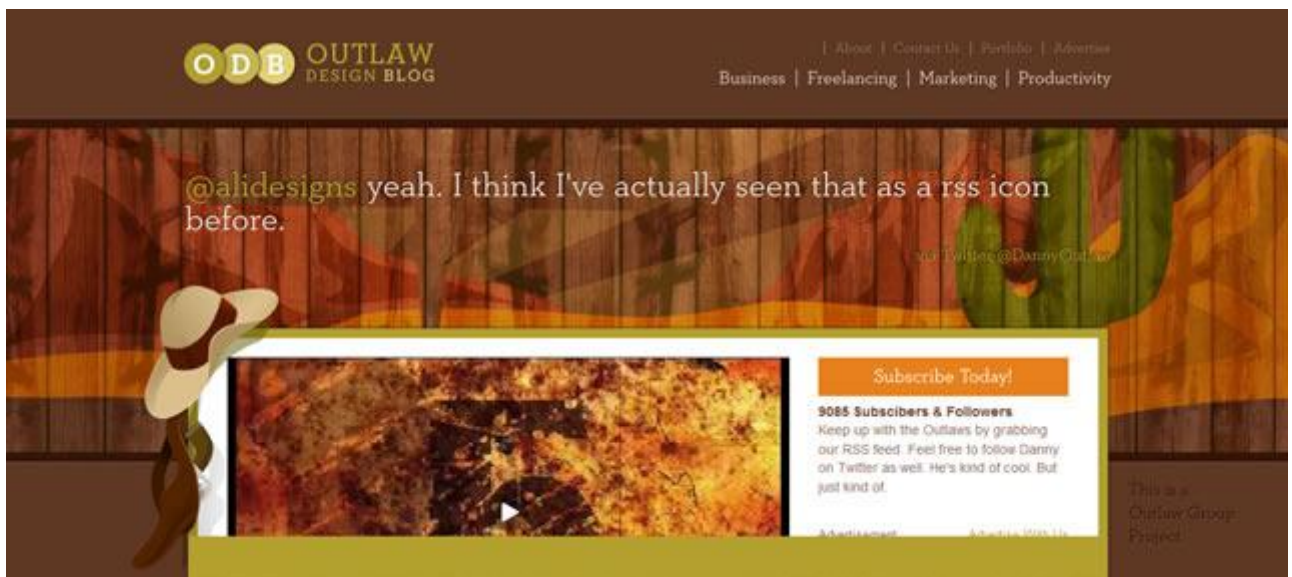 ODB
OUTLAW
DESIGN BLOG
| About | Contact Us | Portfolio | Advertise
Business | Freelancing | Marketing | Productivity
@alidesigns yeah. I think I've actually seen that as a rss icon
before.
via Twitter @DannyOutlaw
Subscribe Today!
9085 Subscibers & Followers
Keep up with the Outlaws by grabbing
our RSS feed. Feel free to follow Danny
on Twitter as well. He's kind of cool. But
just kind of.
Advertisement Advertise With Us
This is a
Outlaw Group
Project